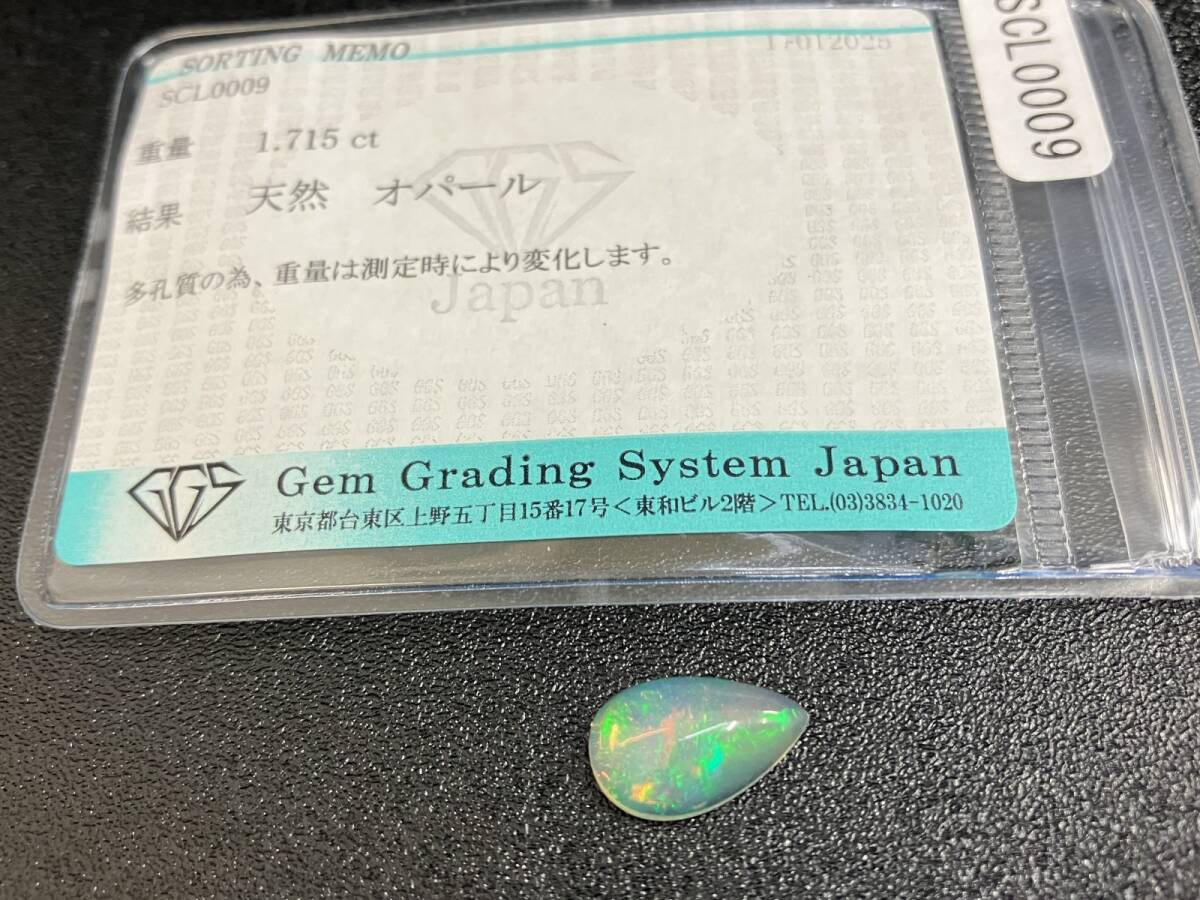 SORTING MEMO
SCL0009
重量 1.715 ct
結果 天然 オパール
多孔質の為、重量は測定時により変化します。
Japan
GGS
Gem Grading System Japan
東京都台東区上野五丁目15番17号＜東和ビル2階＞TEL.(03)3834-1020
SCL0009